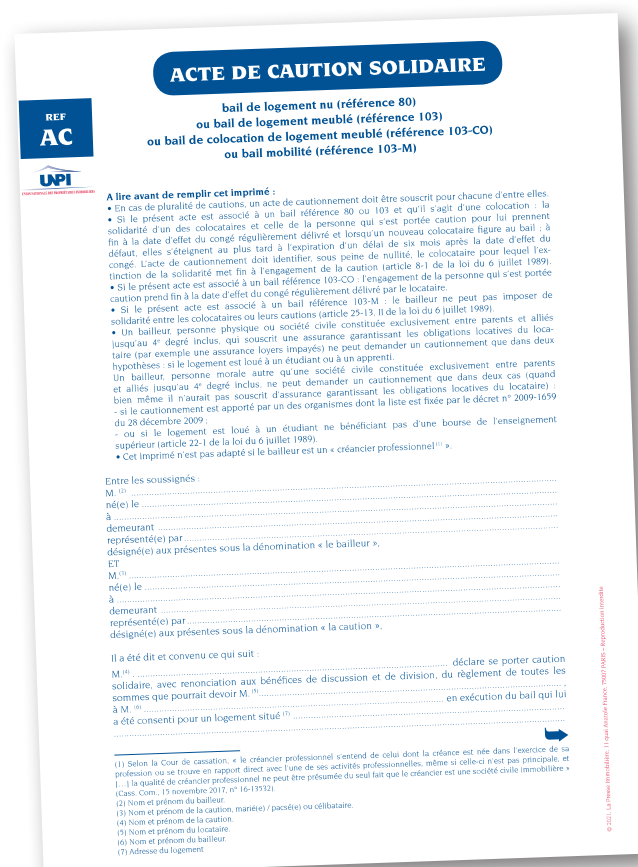 ACTE DE CAUTION SOLIDAIRE
REF
AC
UNPI
UNION NATIONALE DES PROPRIÉTAIRES IMMOBILIERS
bail de logement nu (référence 80)
ou bail de logement meublé (référence 103)
ou bail de colocation de logement meublé (référence 103-CO)
ou bail mobilité (référence 103-M)
A lire avant de remplir cet imprimé :
• En cas de pluralité de cautions, un acte de cautionnement doit être souscrit pour chacune d'entre elles.
• Si le présent acte est associé à un bail référence 80 ou 103 et qu'il s'agit d'une colocation : la
solidarité d'un des colocataires et celle de la personne qui s'est portée caution pour lui prennent
fin à la date d'effet du congé régulièrement délivré et lorsqu'un nouveau colocataire figure au bail ; à
défaut, elles s'éteignent au plus tard à l'expiration d'un délai de six mois après la date d'effet du
congé. L'acte de cautionnement doit identifier, sous peine de nullité, le colocataire pour lequel l'ex-
tinction de la solidarité met fin à l'engagement de la caution (article 8-1 de la loi du 6 juillet 1989).
• Si le présent acte est associé à un bail référence 103-CO : l'engagement de la personne qui s'est portée
caution prend fin à la date d'effet du congé régulièrement délivré par le locataire.
• Si le présent acte est associé à un bail référence 103-M : le bailleur ne peut pas imposer de
solidarité entre les colocataires ou leurs cautions (article 25-13, II de la loi du 6 juillet 1989).
• Un bailleur, personne physique ou société civile constituée exclusivement entre parents et alliés
jusqu'au 4e degré inclus, qui souscrit une assurance garantissant les obligations locatives du loca-
taire (par exemple une assurance loyers impayés) ne peut demander un cautionnement que dans deux
hypothèses : si le logement est loué à un étudiant ou à un apprenti.
Un bailleur, personne morale autre qu'une société civile constituée exclusivement entre parents
et alliés jusqu'au 4e degré inclus, ne peut demander un cautionnement que dans deux cas (quand
bien même il n'aurait pas souscrit d'assurance garantissant les obligations locatives du locataire) :
- si le cautionnement est apporté par un des organismes dont la liste est fixée par le décret n° 2009-1659
du 28 décembre 2009 ;
- ou si le logement est loué à un étudiant ne bénéficiant pas d'une bourse de l'enseignement
supérieur (article 22-1 de la loi du 6 juillet 1989).
• Cet imprimé n'est pas adapté si le bailleur est un « créancier professionnel (1) ».
Entre les soussignés :
M. (2) ........................................
né(e) le ........................................
à ........................................
demeurant ........................................
représenté(e) par ........................................
désigné(e) aux présentes sous la dénomination « le bailleur »,
ET
M. (3) ........................................
né(e) le ........................................
à ........................................
demeurant ........................................
représenté(e) par ........................................
désigné(e) aux présentes sous la dénomination « la caution »,
Il a été dit et convenu ce qui suit :
M. (4) ........................................ déclare se porter caution
solidaire, avec renonciation aux bénéfices de discussion et de division, du règlement de toutes les
sommes que pourrait devoir M. (5) ........................................
à M. (6) ........................................ en exécution du bail qui lui
a été consenti pour un logement situé (7) ........................................
........................................
(1) Selon la Cour de cassation, « le créancier professionnel s'entend de celui dont la créance est née dans l'exercice de sa
profession ou se trouve en rapport direct avec l'une de ses activités professionnelles, même si celle-ci n'est pas principale, et
[...] la qualité de créancier professionnel ne peut être présumée du seul fait que le créancier est une société civile immobilière »
(Cass. Com., 15 novembre 2017, n° 16-13532).
(2) Nom et prénom du bailleur.
(3) Nom et prénom de la caution, marié(e) / pacsé(e) ou célibataire.
(4) Nom et prénom de la caution.
(5) Nom et prénom du locataire.
(6) Nom et prénom du bailleur.
(7) Adresse du logement
© 2021. La Presse Immobilière, 11 quai Anatole France, 75007 PARIS – Reproduction interdite